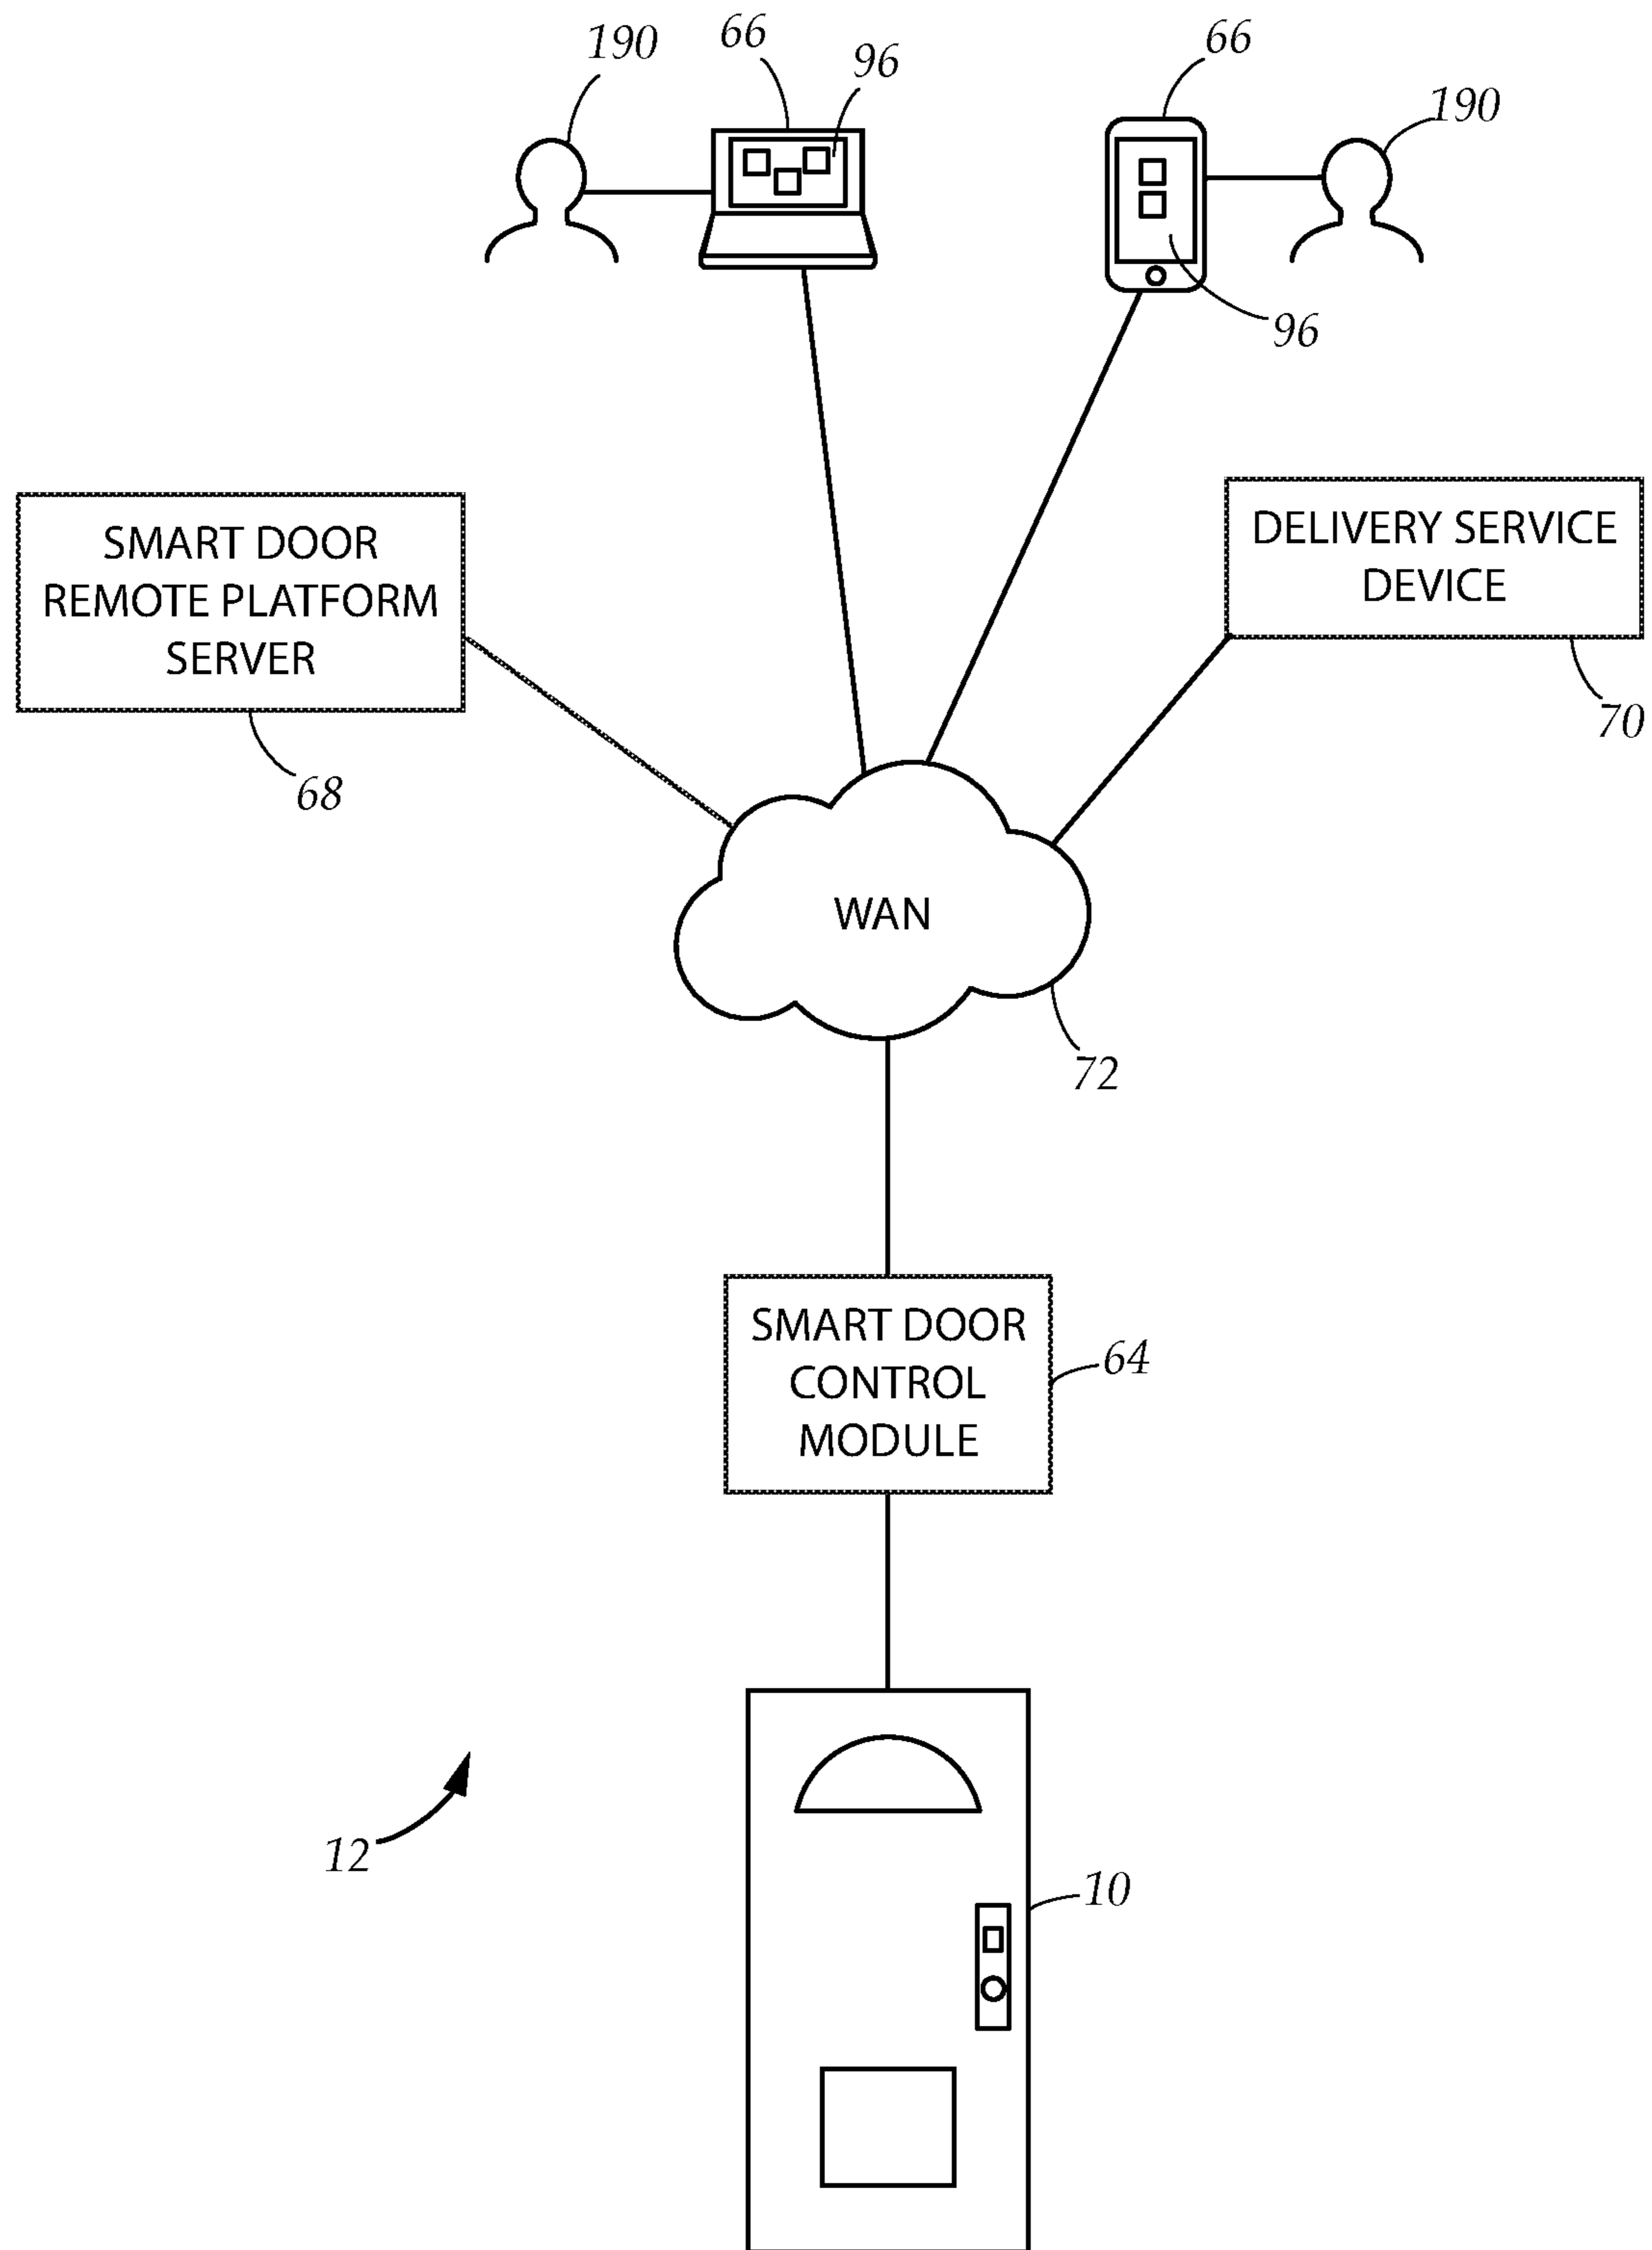 190
66
96
66
190
96
SMART DOOR
REMOTE PLATFORM
SERVER
68
DELIVERY SERVICE
DEVICE
70
WAN
72
SMART DOOR
CONTROL
MODULE
64
12
10